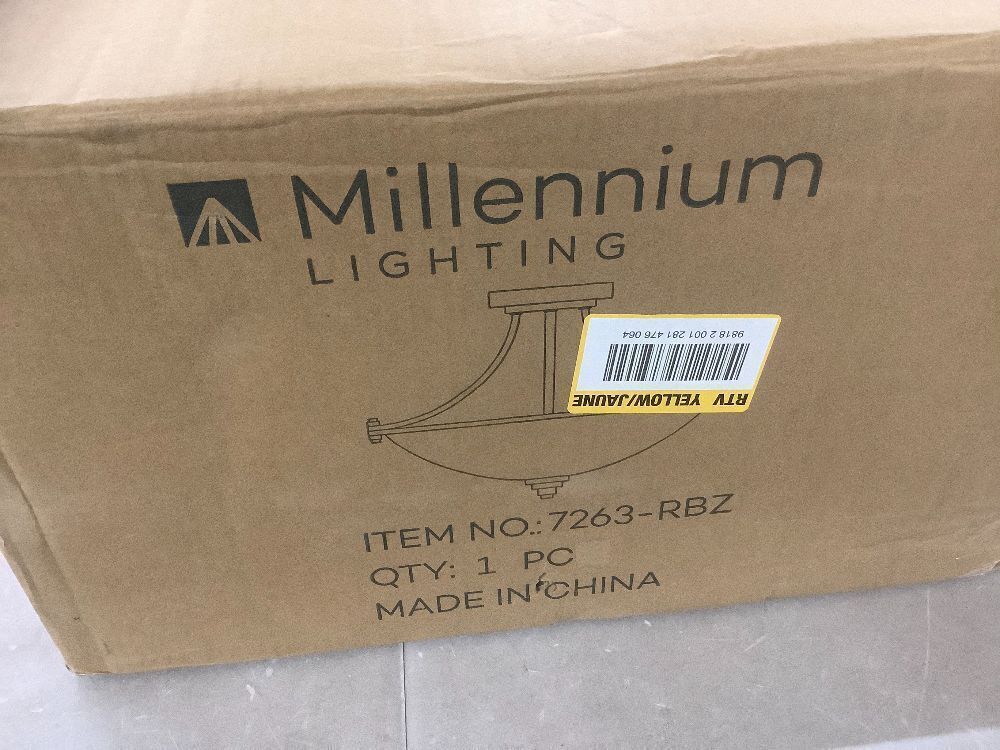 Millennium
LIGHTING
9818 2 001 281 476 064
RTV YELLOW/JAUNE
ITEM NO.: 7263-RBZ
QTY: 1 PC
MADE IN CHINA